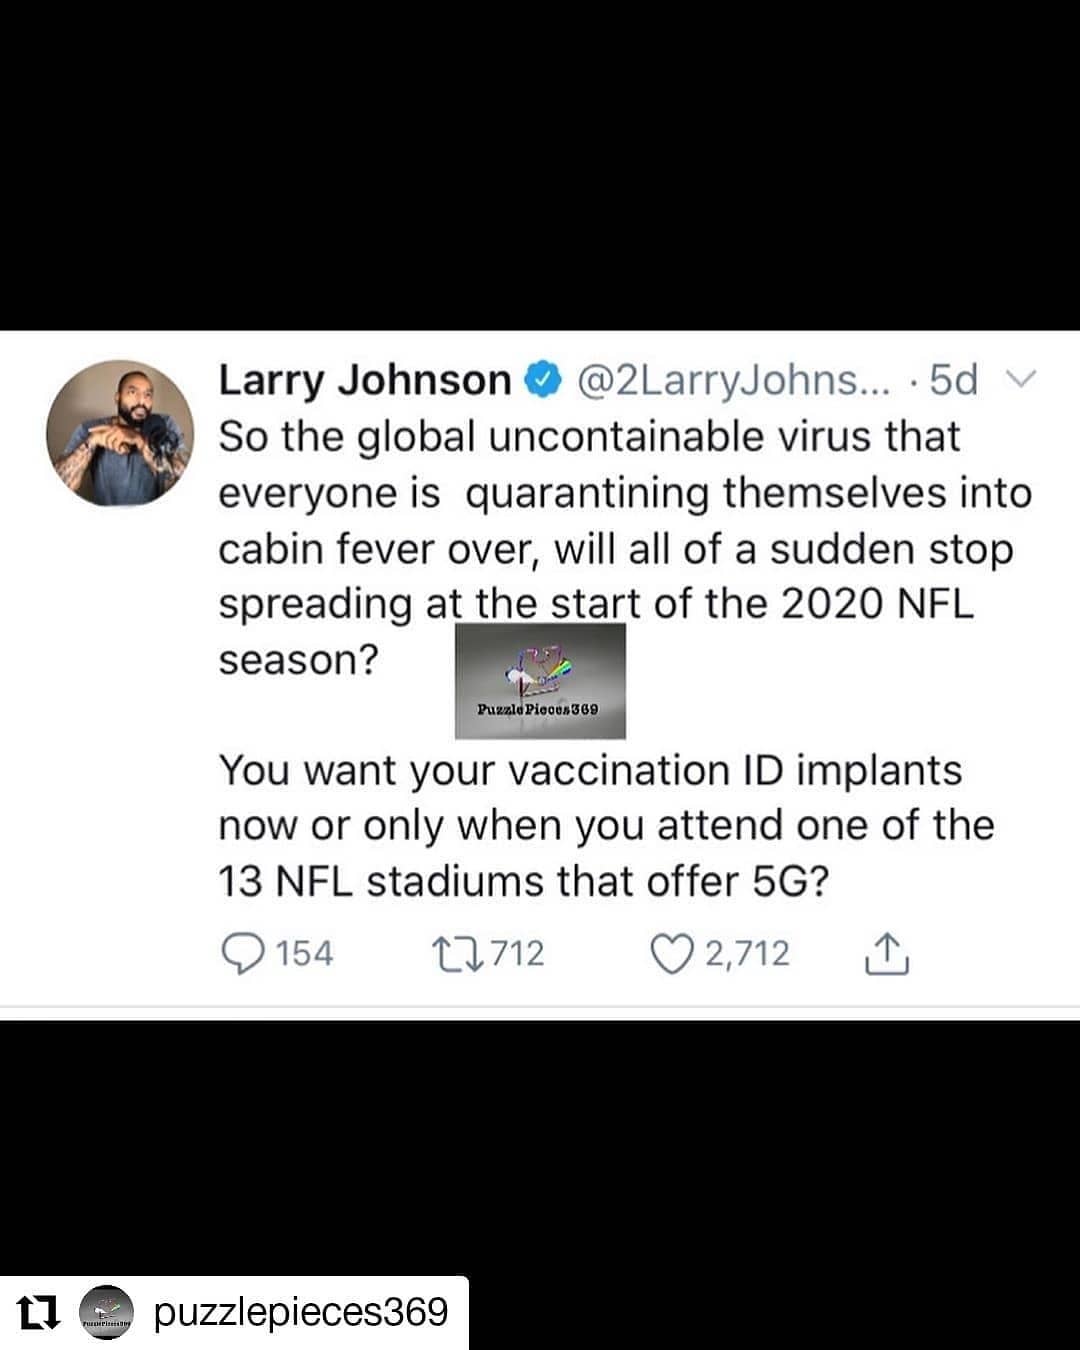 Larry Johnson @2LarryJohns... · 5d
So the global uncontainable virus that
everyone is quarantining themselves into
cabin fever over, will all of a sudden stop
spreading at the start of the 2020 NFL
season?
PuzzlePieces369
You want your vaccination ID implants
now or only when you attend one of the
13 NFL stadiums that offer 5G?
154 712 2,712
puzzlepieces369